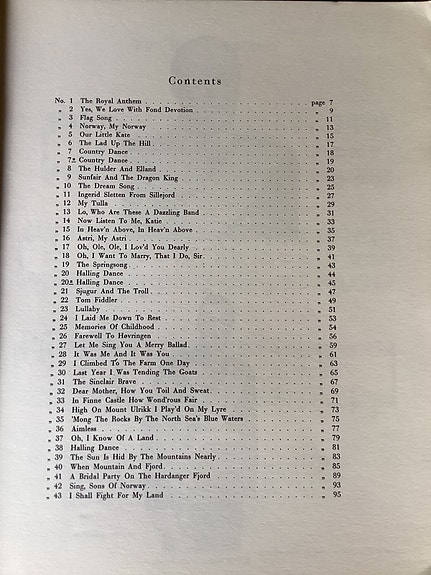 Contents
No. 1 The Royal Anthem . . . . . page 7
„ 2 Yes, We Love With Fond Devotion . . . . . „ 9
„ 3 Flag Song . . . . . „ 11
„ 4 Norway, My Norway . . . . . „ 13
„ 5 Our Little Kate . . . . . „ 15
„ 6 The Lad Up The Hill . . . . . „ 17
„ 7 Country Dance . . . . . „ 18
„ 7a Country Dance . . . . . „ 19
„ 8 The Hulder And Elland . . . . . „ 20
„ 9 Sunfair And The Dragon King . . . . . „ 23
„ 10 The Dream Song . . . . . „ 25
„ 11 Ingerid Sletten From Sillejord . . . . . „ 27
„ 12 My Tulla . . . . . „ 29
„ 13 Lo, Who Are These A Dazzling Band . . . . . „ 31
„ 14 Now Listen To Me, Katie . . . . . „ 33
„ 15 In Heav'n Above, In Heav'n Above . . . . . „ 35
„ 16 Astri, My Astri . . . . . „ 37
„ 17 Oh, Ole, Ole, I Lov'd You Dearly . . . . . „ 39
„ 18 Oh, I Want To Marry, That I Do, Sir . . . . . „ 41
„ 19 The Springsong . . . . . „ 43
„ 20 Halling Dance . . . . . „ 44
„ 20a Halling Dance . . . . . „ 45
„ 21 Sjugur And The Troll . . . . . „ 47
„ 22 Tom Fiddler . . . . . „ 49
„ 23 Lullaby . . . . . „ 51
„ 24 I Laid Me Down To Rest . . . . . „ 53
„ 25 Memories Of Childhood . . . . . „ 54
„ 26 Farewell To Hovringen . . . . . „ 56
„ 27 Let Me Sing You A Merry Ballad . . . . . „ 59
„ 28 It Was Me And It Was You . . . . . „ 61
„ 29 I Climbed To The Farm One Day . . . . . „ 63
„ 30 Last Year I Was Tending The Goats . . . . . „ 65
„ 31 The Sinclair Brave . . . . . „ 67
„ 32 Dear Mother, How You Toil And Sweat . . . . . „ 69
„ 33 In Finne Castle How Wond'rous Fair . . . . . „ 71
„ 34 High On Mount Ulrikk I Play'd On My Lyre . . . . . „ 73
„ 35 'Mong The Rocks By The North Sea's Blue Waters . . . . . „ 75
„ 36 Aimless . . . . . „ 77
„ 37 Oh, I Know Of A Land . . . . . „ 79
„ 38 Halling Dance . . . . . „ 81
„ 39 The Sun Is Hid By The Mountains Nearly . . . . . „ 83
„ 40 When Mountain And Fjord . . . . . „ 85
„ 41 A Bridal Party On The Hardanger Fjord . . . . . „ 89
„ 42 Sing, Sons Of Norway . . . . . „ 93
„ 43 I Shall Fight For My Land . . . . . „ 95